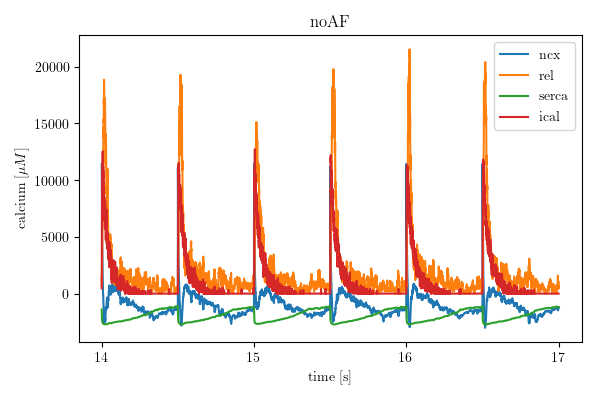 noAF
calcium [μM]
20000
15000
10000
5000
0
ncx
rel
serca
ical
14
15
16
17
time [s]